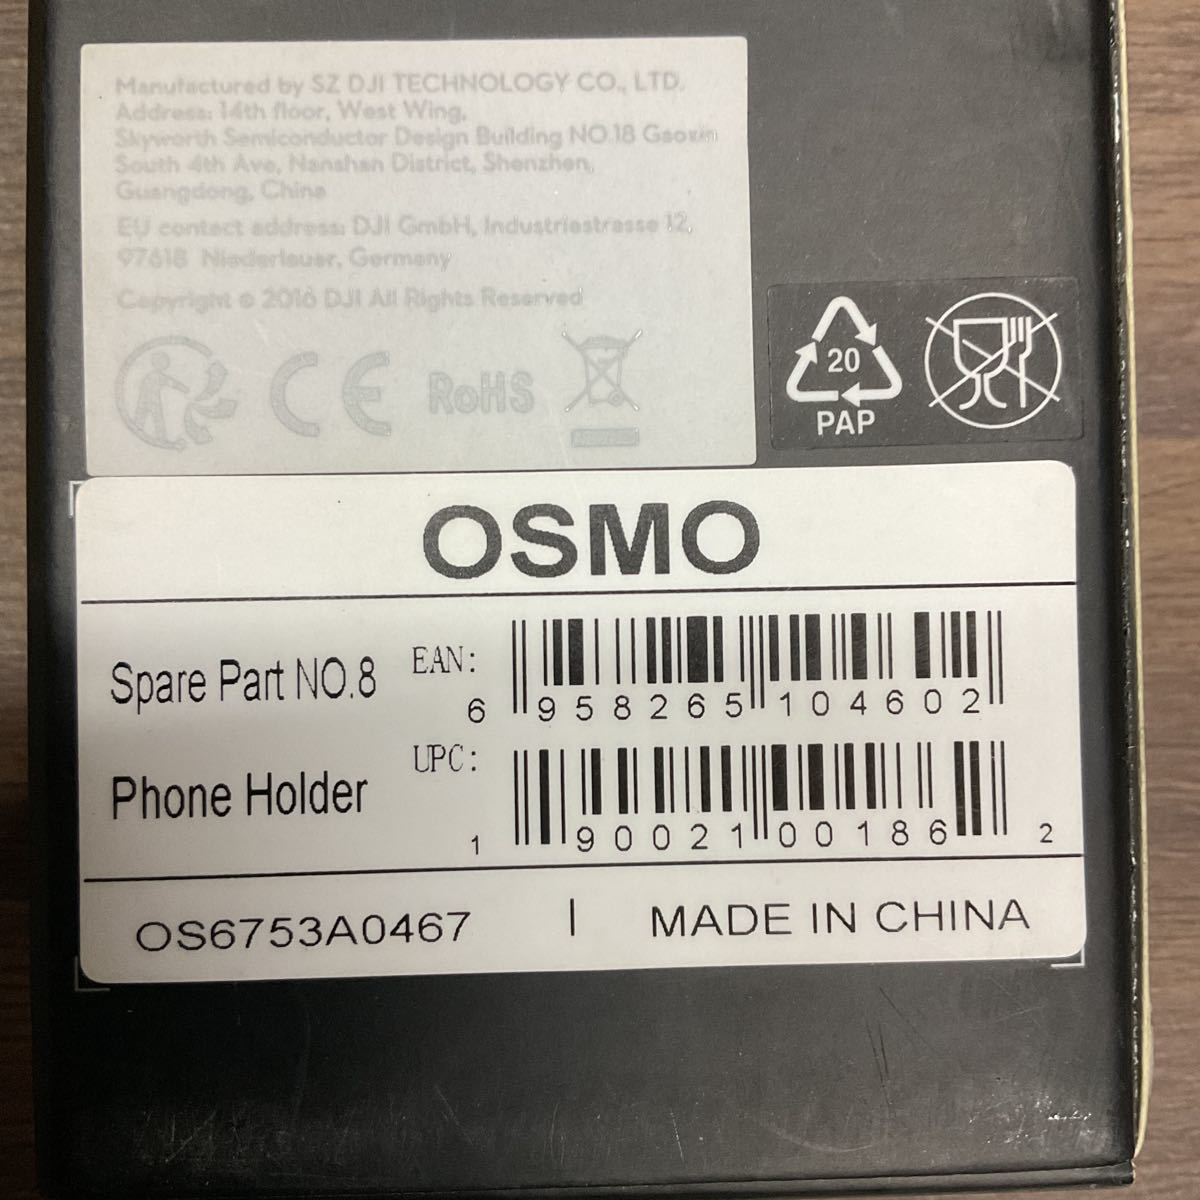 Manufactured by SZ DJI TECHNOLOGY CO., LTD.
Address: 14th floor, West Wing,
Skyworth Semiconductor Design Building NO.18 Gaoxin
South 4th Ave, Nanshan District, Shenzhen,
Guangdong, China
EU contact address: DJI GmbH, Industriestrasse 12,
97618 Niederlauer, Germany
Copyright © 2016 DJI All Rights Reserved
CE RoHS
20
PAP
OSMO
Spare Part NO.8
EAN:
6 958265 104602
Phone Holder
UPC:
1 90021 00186 2
OS6753A0467 | MADE IN CHINA